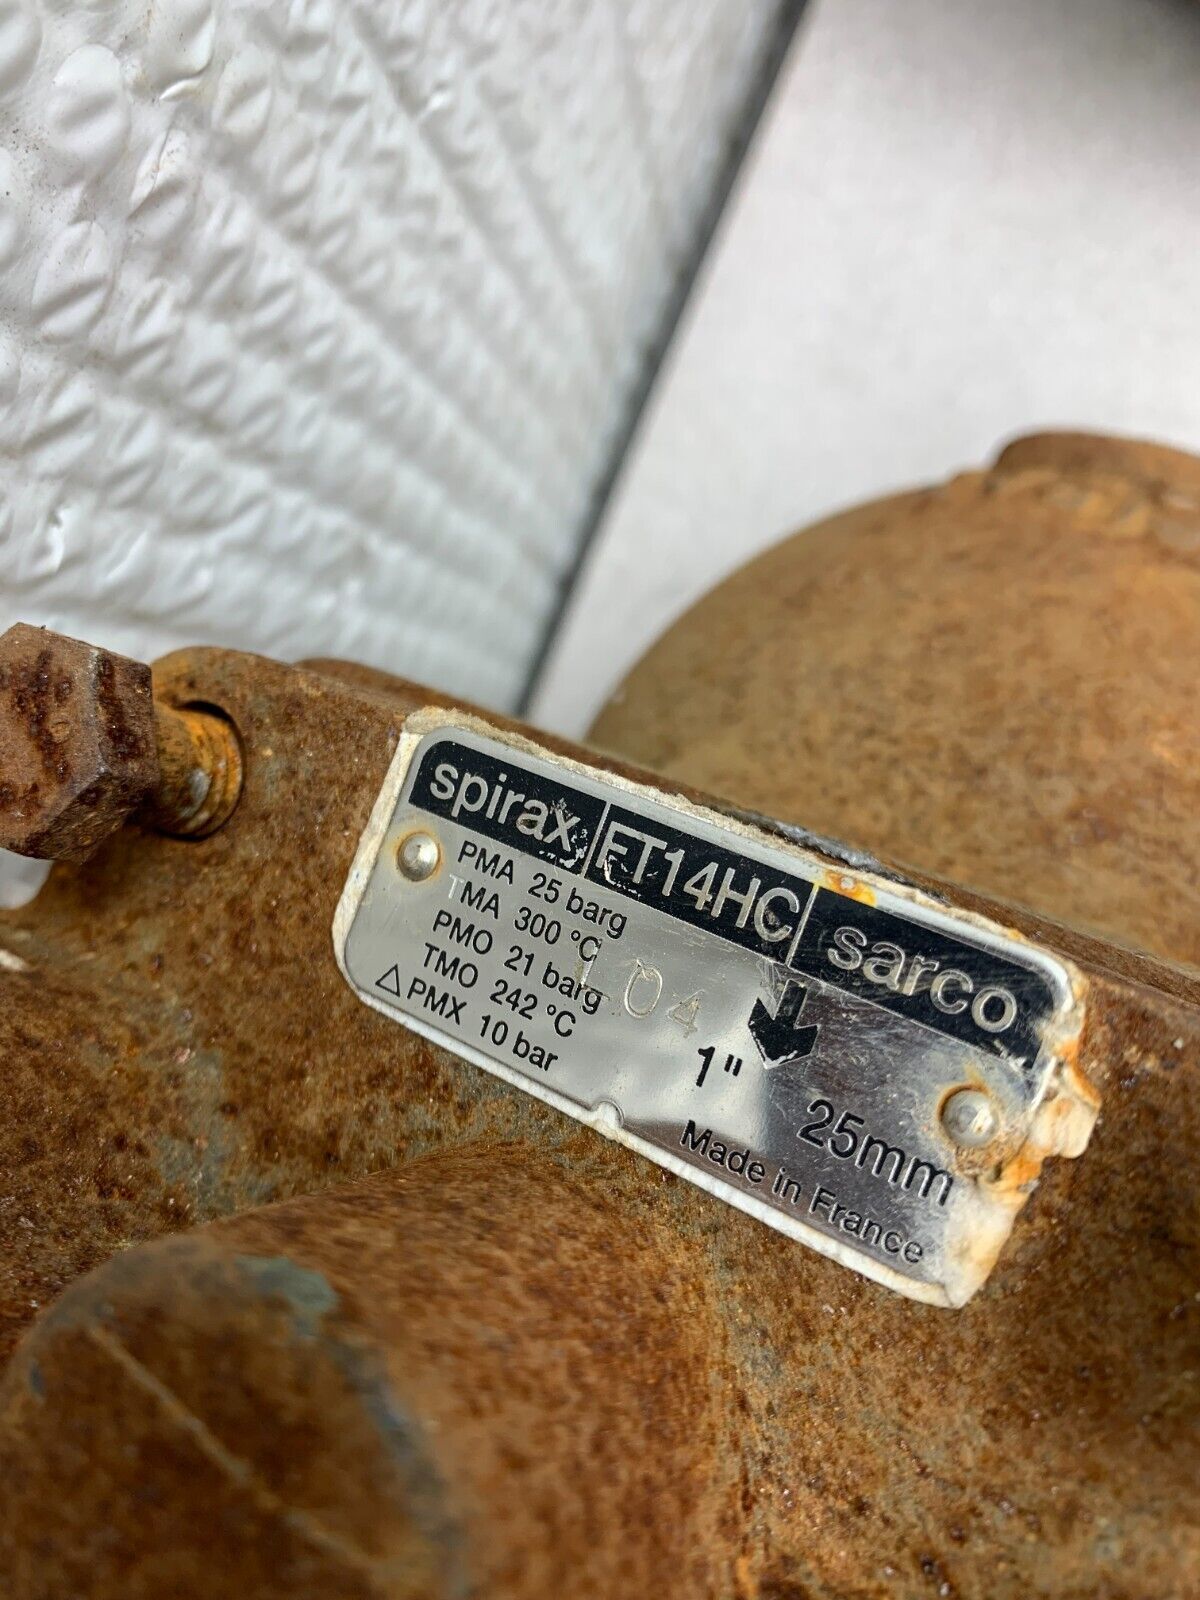 spirax FT14HC sarco
PMA 25 barg
TMA 300 °C
PMO 21 barg
TMO 242 °C
△PMX 10 bar
04
1" 25mm
Made in France